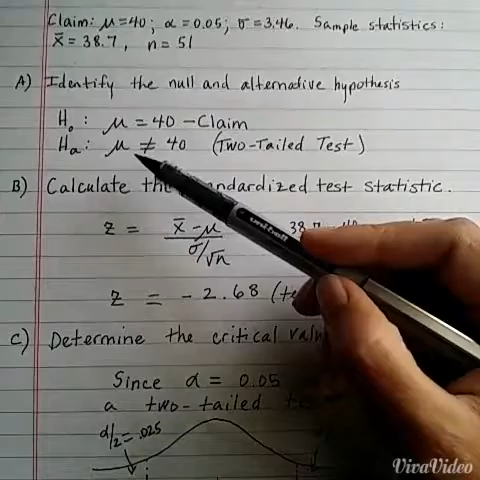 Claim: μ=40; α=0.05; σ=3.46. Sample statistics:
x̄ = 38.7, n = 51
A) Identify the null and alternative hypothesis
H₀: μ = 40 - Claim
Hₐ: μ ≠ 40 (Two-Tailed Test)
B) Calculate the standardized test statistic.
z = x̄ - μ
σ/√n
z = -2.68
C) Determine the critical
Since α = 0.05
a two-tailed
α/2 = .025
VivaVideo